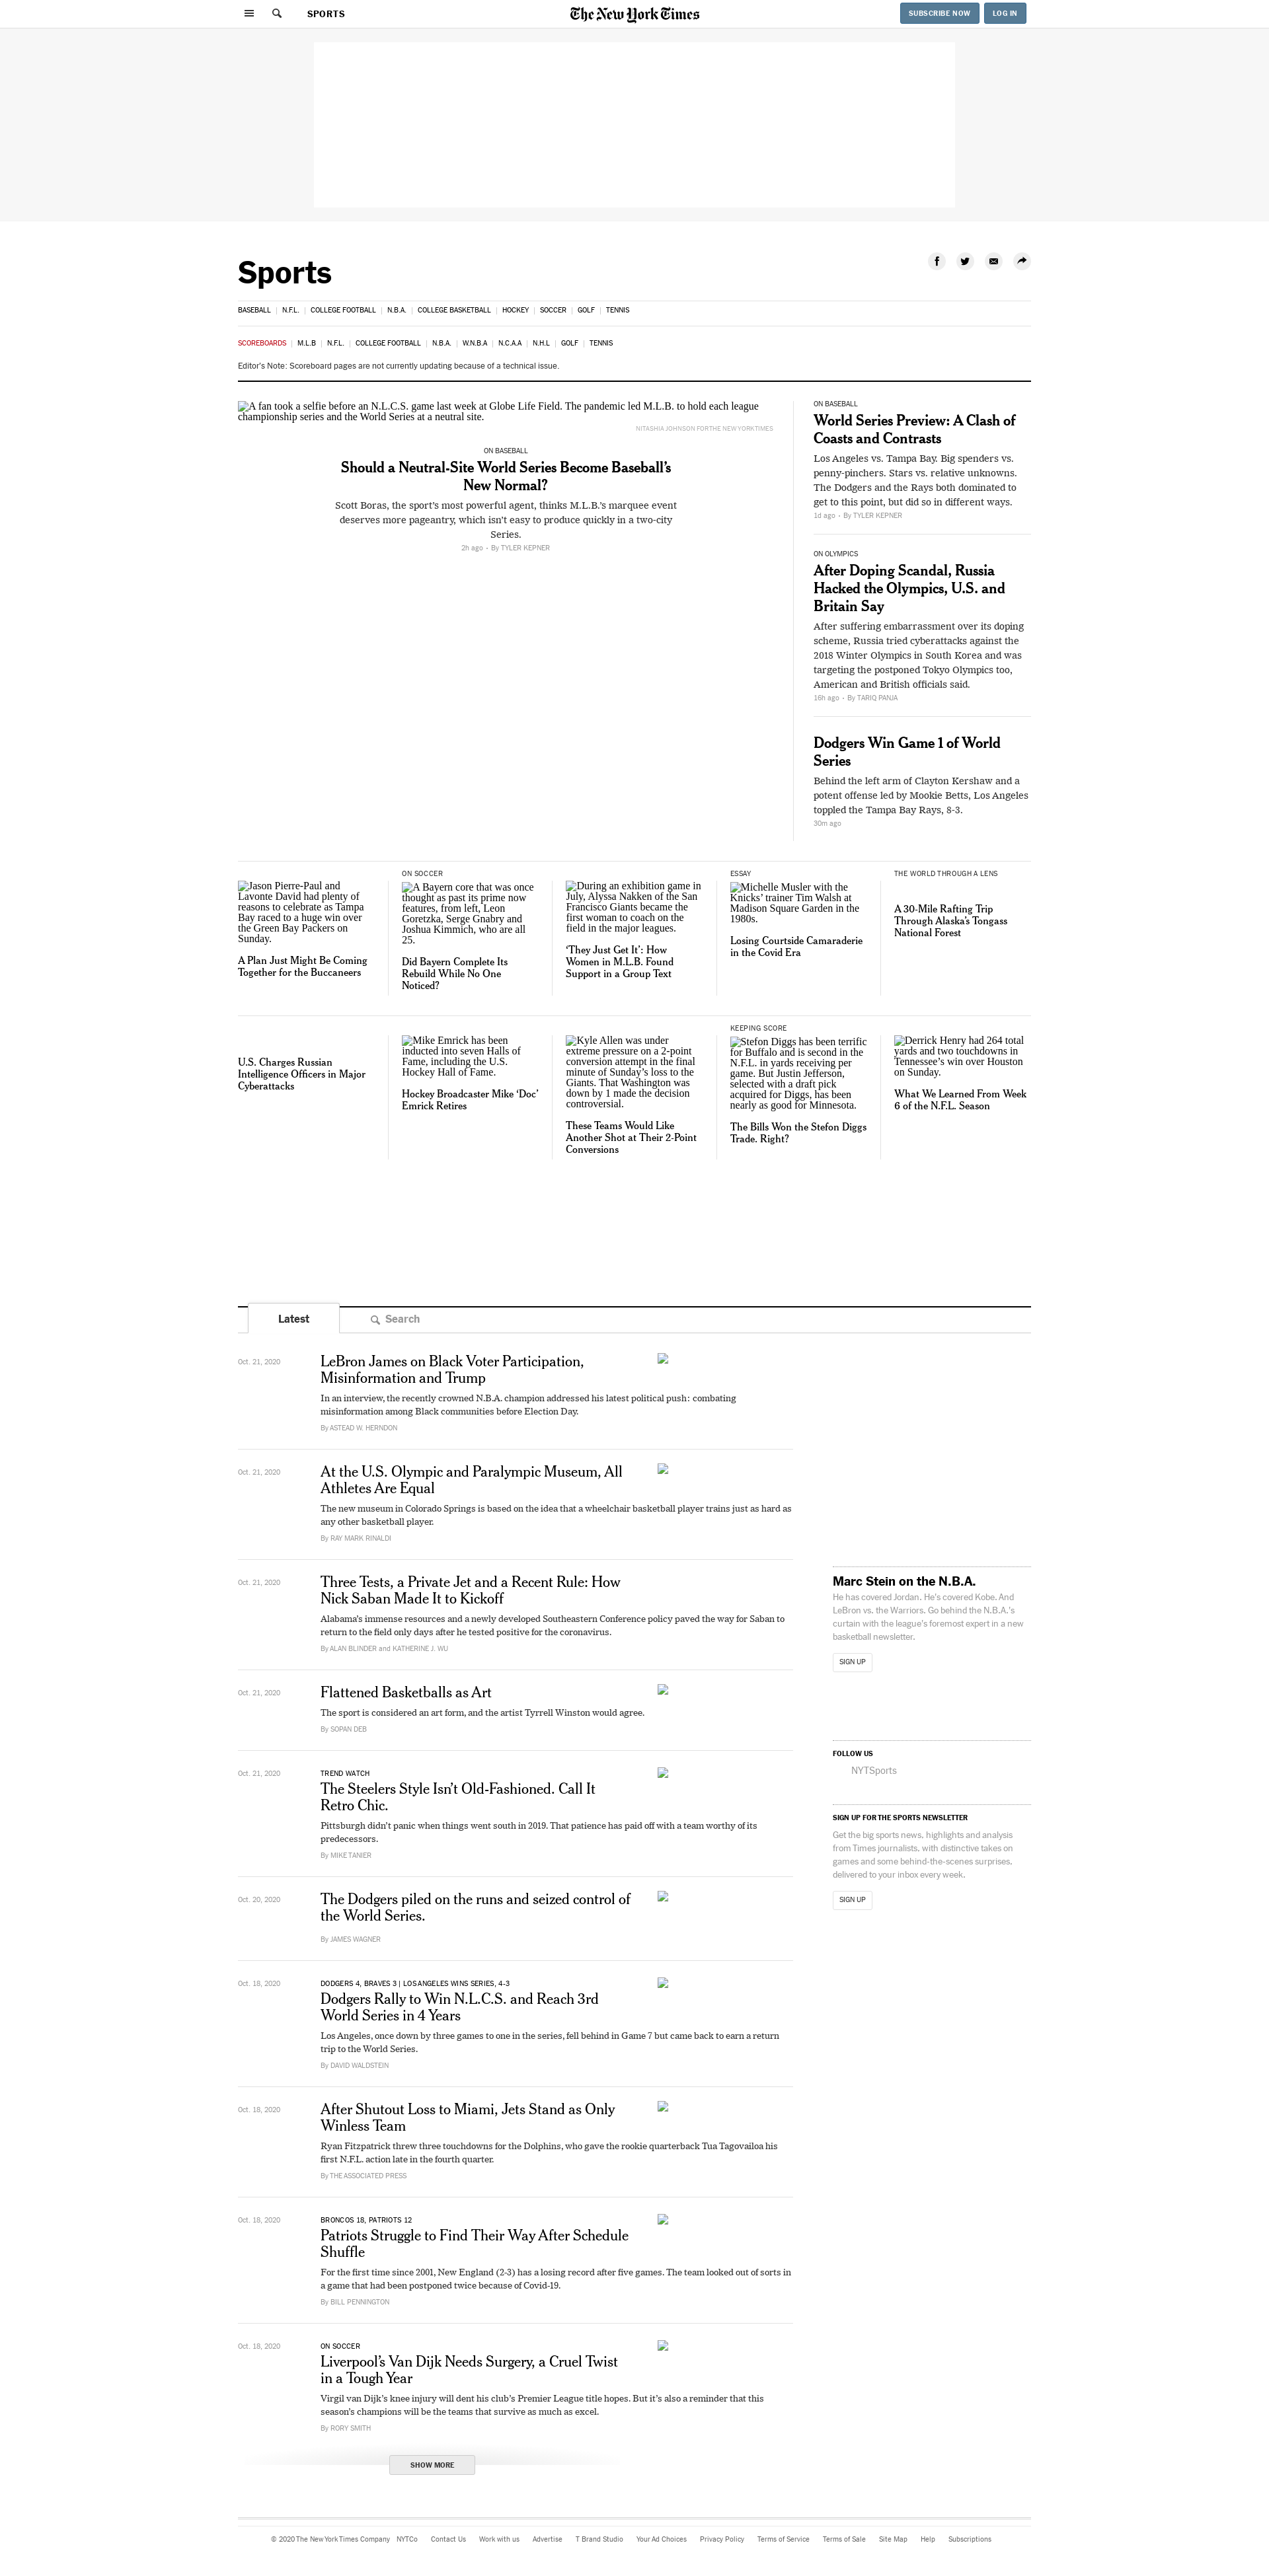 SPORTS
The New York Times
SUBSCRIBE NOW
LOG IN
Sports
BASEBALL
N.F.L.
COLLEGE FOOTBALL
N.B.A.
COLLEGE BASKETBALL
HOCKEY
SOCCER
GOLF
TENNIS
SCOREBOARDS
M.L.B
N.F.L.
COLLEGE FOOTBALL
N.B.A.
W.N.B.A
N.C.A.A
N.H.L
GOLF
TENNIS
Editor's Note: Scoreboard pages are not currently updating because of a technical issue.
A fan took a selfie before an N.L.C.S. game last week at Globe Life Field. The pandemic led M.L.B. to hold each league
championship series and the World Series at a neutral site.
NITASHIA JOHNSON FOR THE NEW YORK TIMES
ON BASEBALL
Should a Neutral-Site World Series Become Baseball's
New Normal?
Scott Boras, the sport's most powerful agent, thinks M.L.B.'s marquee event
deserves more pageantry, which isn't easy to produce quickly in a two-city
Series.
2h ago • By TYLER KEPNER
ON BASEBALL
World Series Preview: A Clash of
Coasts and Contrasts
Los Angeles vs. Tampa Bay. Big spenders vs.
penny-pinchers. Stars vs. relative unknowns.
The Dodgers and the Rays both dominated to
get to this point, but did so in different ways.
1d ago • By TYLER KEPNER
ON OLYMPICS
After Doping Scandal, Russia
Hacked the Olympics, U.S. and
Britain Say
After suffering embarrassment over its doping
scheme, Russia tried cyberattacks against the
2018 Winter Olympics in South Korea and was
targeting the postponed Tokyo Olympics too,
American and British officials said.
16h ago • By TARIQ PANJA
Dodgers Win Game 1 of World
Series
Behind the left arm of Clayton Kershaw and a
potent offense led by Mookie Betts, Los Angeles
toppled the Tampa Bay Rays, 8-3.
30m ago
Jason Pierre-Paul and
Lavonte David had plenty of
reasons to celebrate as Tampa
Bay raced to a huge win over
the Green Bay Packers on
Sunday.
A Plan Just Might Be Coming
Together for the Buccaneers
ON SOCCER
A Bayern core that was once
thought as past its prime now
features, from left, Leon
Goretzka, Serge Gnabry and
Joshua Kimmich, who are all
25.
Did Bayern Complete Its
Rebuild While No One
Noticed?
During an exhibition game in
July, Alyssa Nakken of the San
Francisco Giants became the
first woman to coach on the
field in the major leagues.
'They Just Get It': How
Women in M.L.B. Found
Support in a Group Text
ESSAY
Michelle Musler with the
Knicks' trainer Tim Walsh at
Madison Square Garden in the
1980s.
Losing Courtside Camaraderie
in the Covid Era
THE WORLD THROUGH A LENS
A 30-Mile Rafting Trip
Through Alaska's Tongass
National Forest
U.S. Charges Russian
Intelligence Officers in Major
Cyberattacks
Mike Emrick has been
inducted into seven Halls of
Fame, including the U.S.
Hockey Hall of Fame.
Hockey Broadcaster Mike 'Doc'
Emrick Retires
Kyle Allen was under
extreme pressure on a 2-point
conversion attempt in the final
minute of Sunday's loss to the
Giants. That Washington was
down by 1 made the decision
controversial.
These Teams Would Like
Another Shot at Their 2-Point
Conversions
KEEPING SCORE
Stefon Diggs has been terrific
for Buffalo and is second in the
N.F.L. in yards receiving per
game. But Justin Jefferson,
selected with a draft pick
acquired for Diggs, has been
nearly as good for Minnesota.
The Bills Won the Stefon Diggs
Trade. Right?
Derrick Henry had 264 total
yards and two touchdowns in
Tennessee's win over Houston
on Sunday.
What We Learned From Week
6 of the N.F.L. Season
Latest
Search
Oct. 21, 2020
LeBron James on Black Voter Participation,
Misinformation and Trump
In an interview, the recently crowned N.B.A. champion addressed his latest political push: combating
misinformation among Black communities before Election Day.
By ASTEAD W. HERNDON
Oct. 21, 2020
At the U.S. Olympic and Paralympic Museum, All
Athletes Are Equal
The new museum in Colorado Springs is based on the idea that a wheelchair basketball player trains just as hard as
any other basketball player.
By RAY MARK RINALDI
Oct. 21, 2020
Three Tests, a Private Jet and a Recent Rule: How
Nick Saban Made It to Kickoff
Alabama's immense resources and a newly developed Southeastern Conference policy paved the way for Saban to
return to the field only days after he tested positive for the coronavirus.
By ALAN BLINDER and KATHERINE J. WU
Oct. 21, 2020
Flattened Basketballs as Art
The sport is considered an art form, and the artist Tyrrell Winston would agree.
By SOPAN DEB
Oct. 21, 2020
TREND WATCH
The Steelers Style Isn't Old-Fashioned. Call It
Retro Chic.
Pittsburgh didn't panic when things went south in 2019. That patience has paid off with a team worthy of its
predecessors.
By MIKE TANIER
Oct. 20, 2020
The Dodgers piled on the runs and seized control of
the World Series.
By JAMES WAGNER
Oct. 18, 2020
DODGERS 4, BRAVES 3 | LOS ANGELES WINS SERIES, 4-3
Dodgers Rally to Win N.L.C.S. and Reach 3rd
World Series in 4 Years
Los Angeles, once down by three games to one in the series, fell behind in Game 7 but came back to earn a return
trip to the World Series.
By DAVID WALDSTEIN
Oct. 18, 2020
After Shutout Loss to Miami, Jets Stand as Only
Winless Team
Ryan Fitzpatrick threw three touchdowns for the Dolphins, who gave the rookie quarterback Tua Tagovailoa his
first N.F.L. action late in the fourth quarter.
By THE ASSOCIATED PRESS
Oct. 18, 2020
BRONCOS 18, PATRIOTS 12
Patriots Struggle to Find Their Way After Schedule
Shuffle
For the first time since 2001, New England (2-3) has a losing record after five games. The team looked out of sorts in
a game that had been postponed twice because of Covid-19.
By BILL PENNINGTON
Oct. 18, 2020
ON SOCCER
Liverpool's Van Dijk Needs Surgery, a Cruel Twist
in a Tough Year
Virgil van Dijk's knee injury will dent his club's Premier League title hopes. But it's also a reminder that this
season's champions will be the teams that survive as much as excel.
By RORY SMITH
SHOW MORE
Marc Stein on the N.B.A.
He has covered Jordan. He's covered Kobe. And
LeBron vs. the Warriors. Go behind the N.B.A.'s
curtain with the league's foremost expert in a new
basketball newsletter.
SIGN UP
FOLLOW US
NYTSports
SIGN UP FOR THE SPORTS NEWSLETTER
Get the big sports news, highlights and analysis
from Times journalists, with distinctive takes on
games and some behind-the-scenes surprises,
delivered to your inbox every week.
SIGN UP
© 2020 The New York Times Company
NYTCo
Contact Us
Work with us
Advertise
T Brand Studio
Your Ad Choices
Privacy Policy
Terms of Service
Terms of Sale
Site Map
Help
Subscriptions